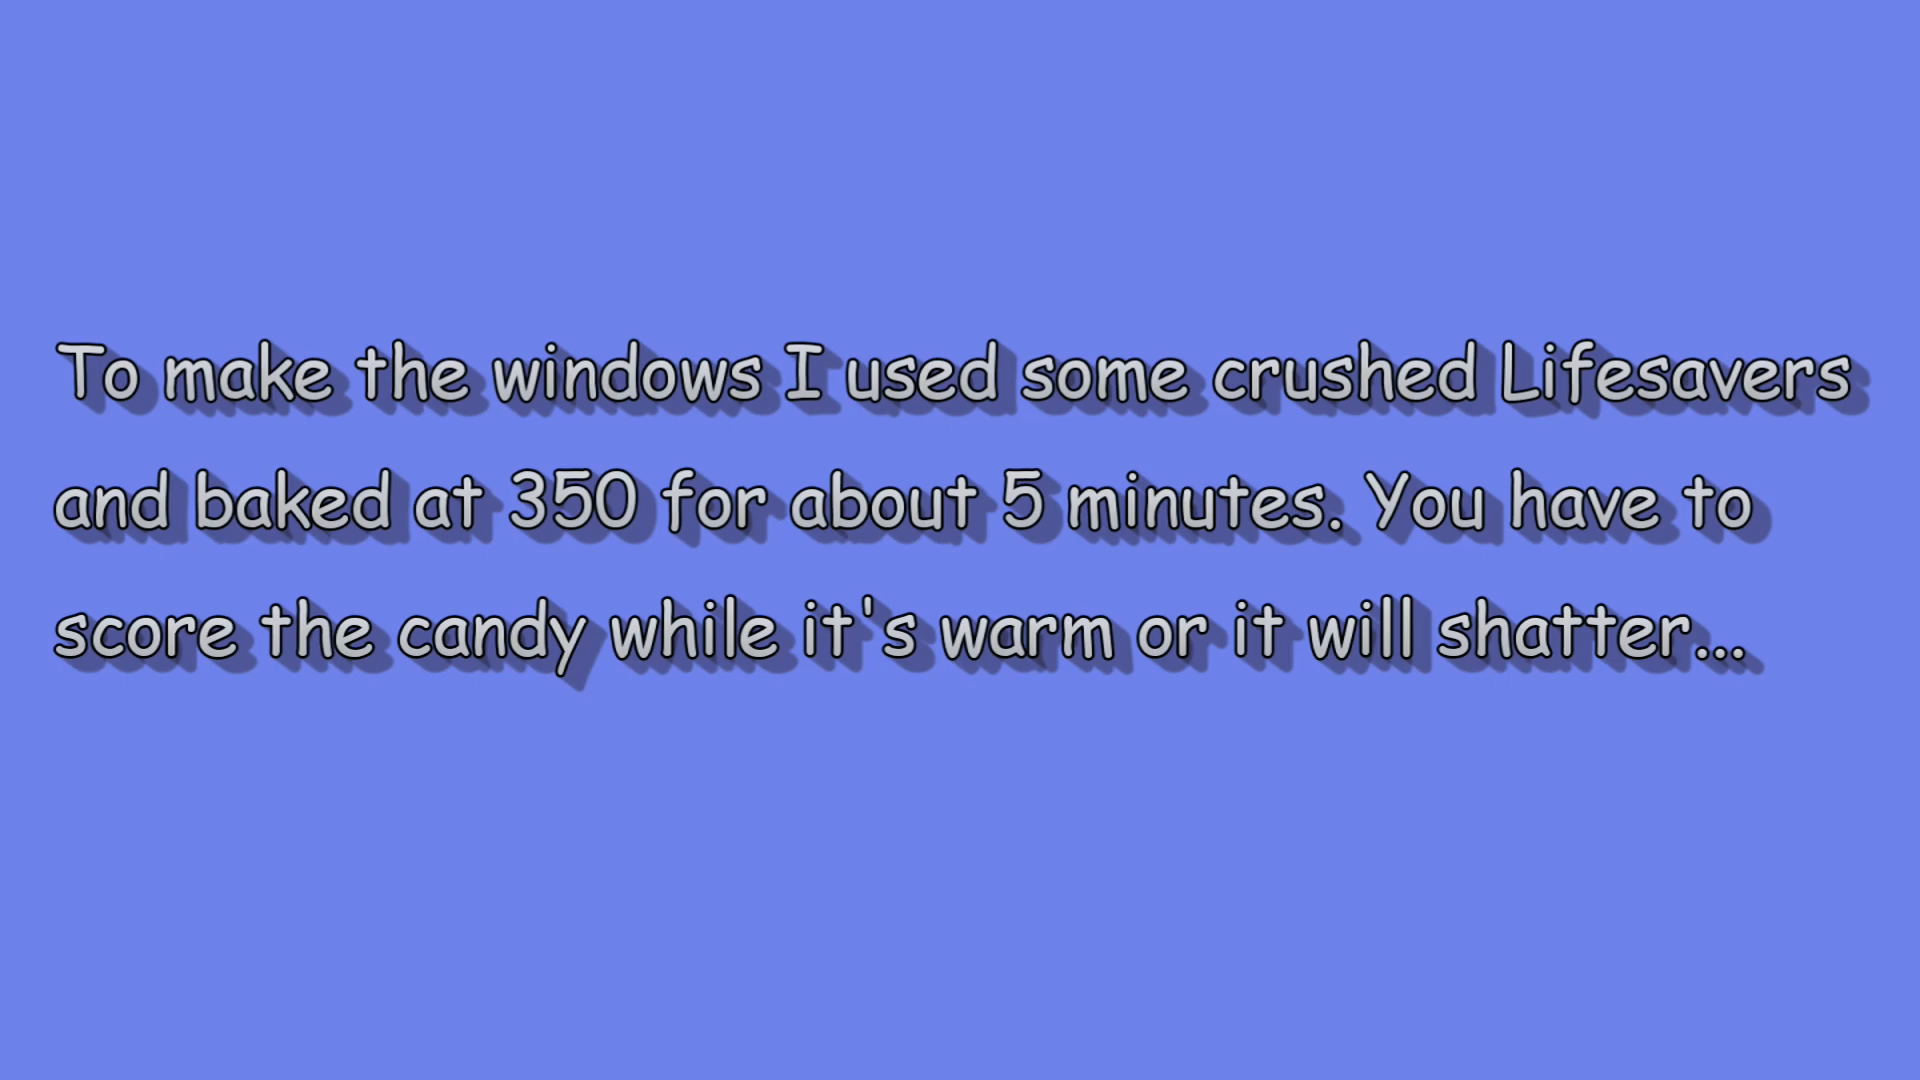 To make the windows I used some crushed Lifesavers
and baked at 350 for about 5 minutes. You have to
score the candy while it's warm or it will shatter...